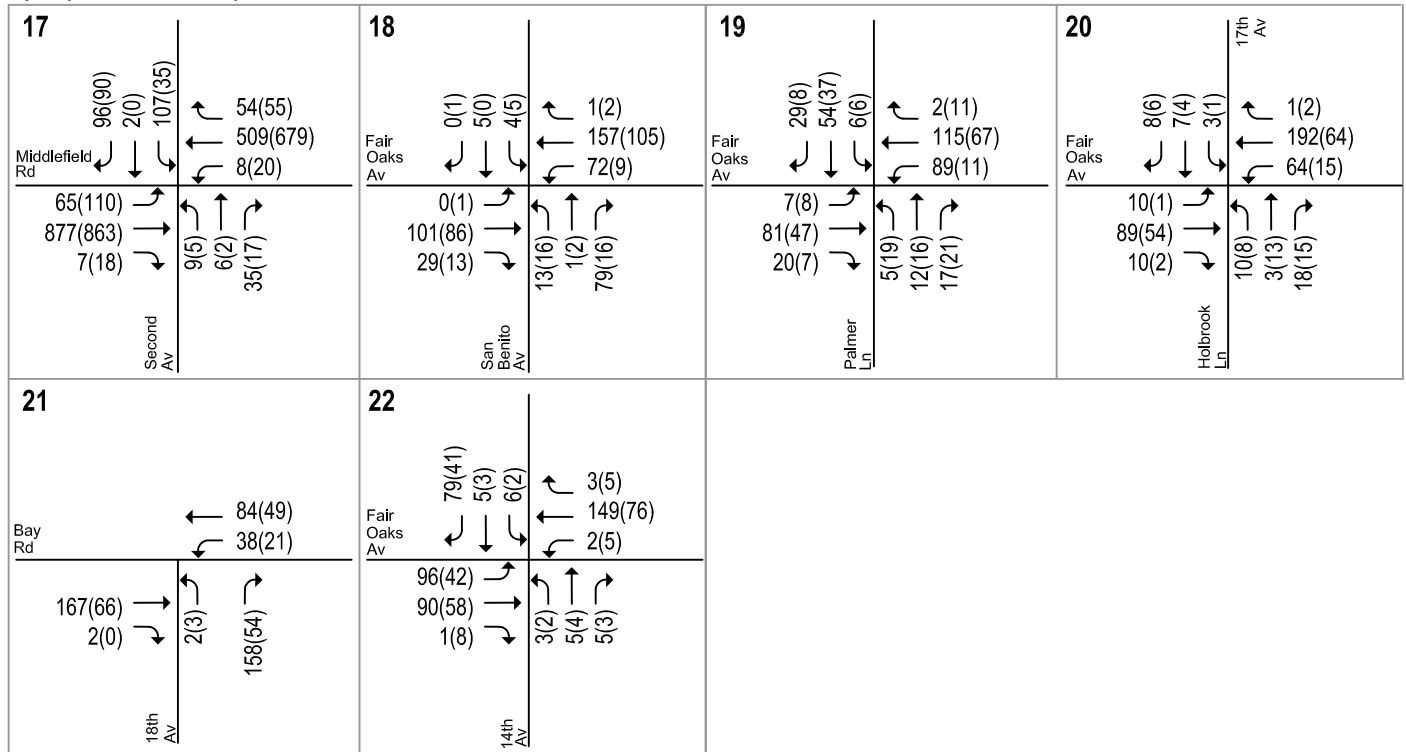 17
96(90)
2(0)
107(35)
54(55)
509(679)
8(20)
Middlefield
Rd
65(110)
877(863)
7(18)
9(5)
6(2)
35(17)
Second
Av
18
0(1)
5(0)
4(5)
1(2)
157(105)
72(9)
Fair
Oaks
Av
0(1)
101(86)
29(13)
13(16)
1(2)
79(16)
San
Benito
Av
19
29(8)
54(37)
6(6)
2(11)
115(67)
89(11)
Fair
Oaks
Av
7(8)
81(47)
20(7)
5(19)
12(16)
17(21)
Palmer
Ln
20
17th
Av
8(6)
7(4)
3(1)
1(2)
192(64)
64(15)
Fair
Oaks
Av
10(1)
89(54)
10(2)
10(8)
3(13)
18(15)
Holbrook
Ln
21
84(49)
38(21)
Bay
Rd
167(66)
2(0)
2(3)
158(54)
18th
Av
22
79(41)
5(3)
6(2)
3(5)
149(76)
2(5)
Fair
Oaks
Av
96(42)
90(58)
1(8)
3(2)
5(4)
5(3)
14th
Av